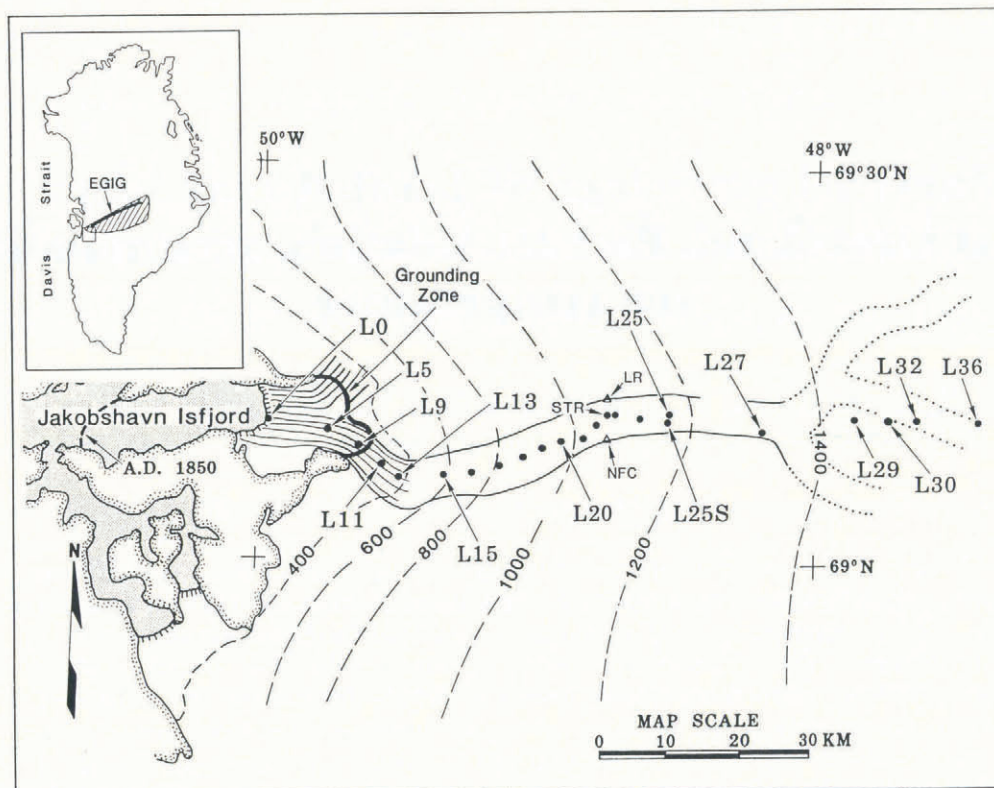 Davis Strait
EGIG
50°W
48°W
69°30'N
Grounding
Zone
L0
L5
L9
L13
L25
LR
L27
L32
L36
STR
Jakobshavn Isfjord
A.D. 1850
NFC
L11
L15
L20
L25S
L29
L30
1400
N
400
600
800
1000
1200
69°N
MAP SCALE
0 10 20 30 KM